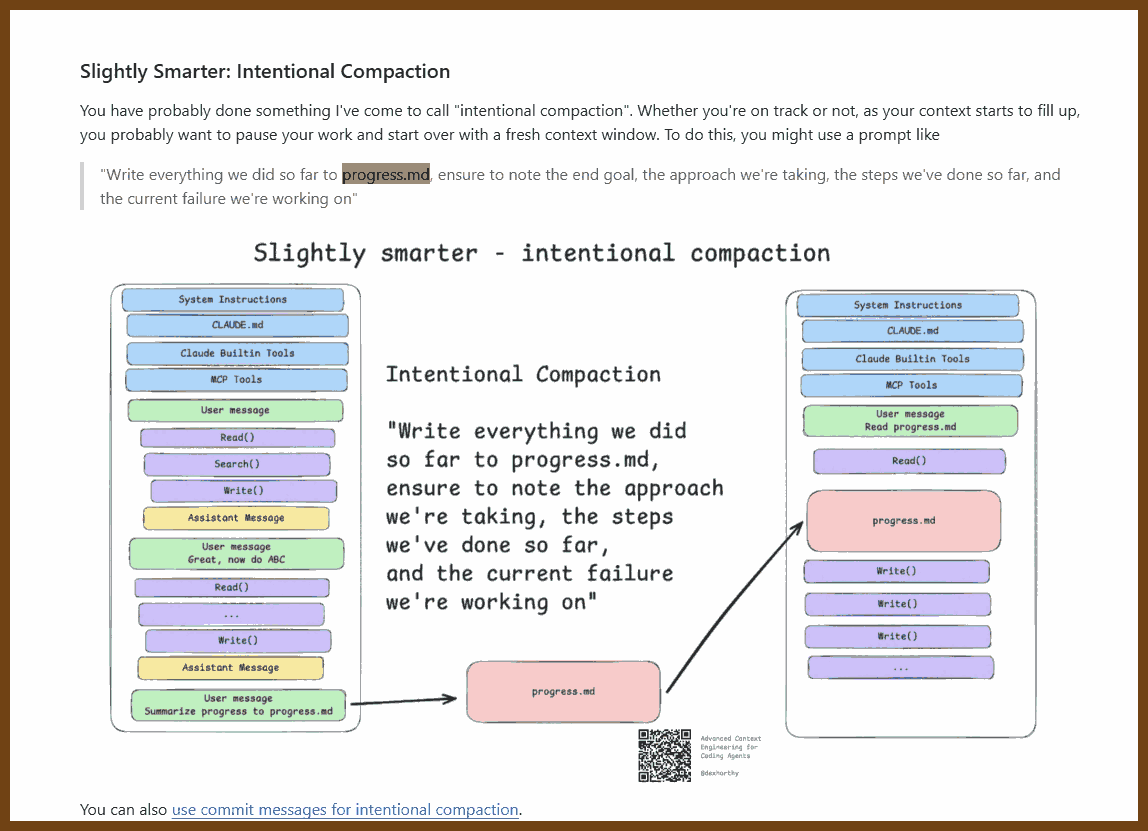 Slightly Smarter: Intentional Compaction
You have probably done something I've come to call "intentional compaction". Whether you're on track or not, as your context starts to fill up,
you probably want to pause your work and start over with a fresh context window. To do this, you might use a prompt like
"Write everything we did so far to progress.md, ensure to note the end goal, the approach we're taking, the steps we've done so far, and
the current failure we're working on"
Slightly smarter - intentional compaction
System Instructions
CLAUDE.md
Claude Builtin Tools
MCP Tools
User message
Read()
Search()
Write()
Assistant Message
User message
Great, now do ABC
Read()
...
Write()
Assistant Message
User message
Summarize progress to progress.md
Intentional Compaction
"Write everything we did
so far to progress.md,
ensure to note the approach
we're taking, the steps
we've done so far,
and the current failure
we're working on"
progress.md
System Instructions
CLAUDE.md
Claude Builtin Tools
MCP Tools
User message
Read progress.md
Read()
progress.md
Write()
Write()
Write()
...
Advanced Context
Engineering for
Coding Agents
@dexhorthy
You can also use commit messages for intentional compaction.